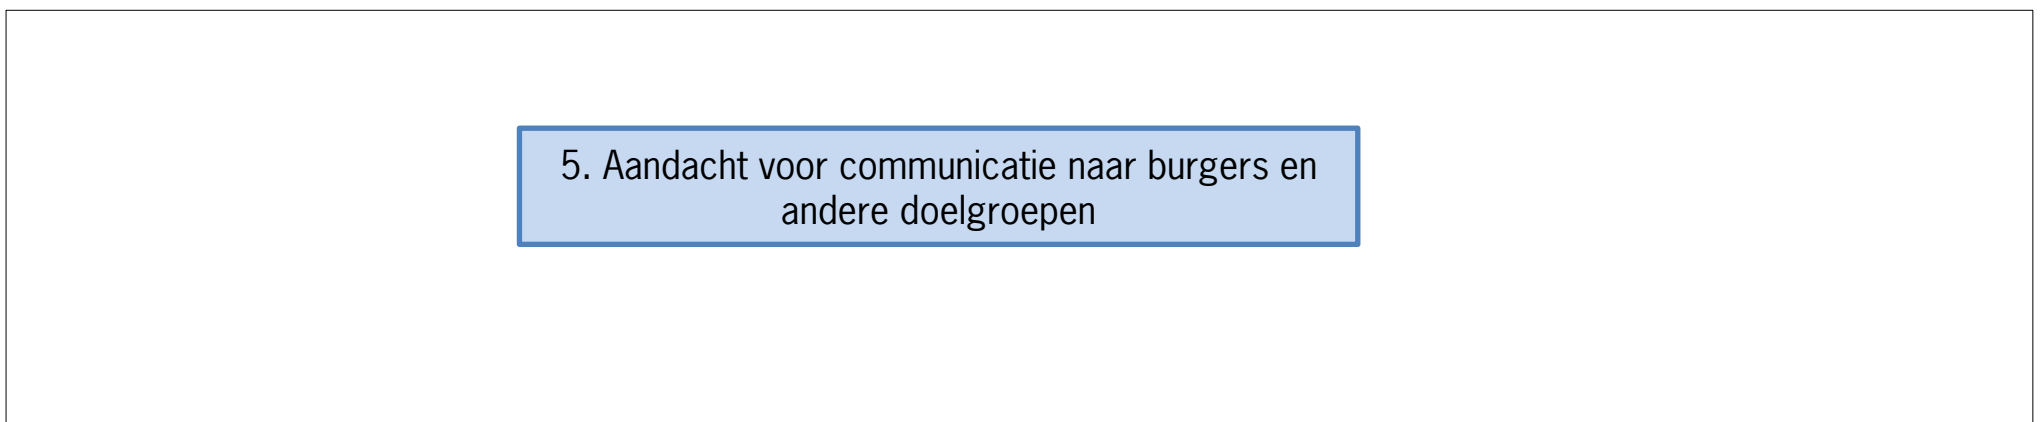 5. Aandacht voor communicatie naar burgers en
andere doelgroepen